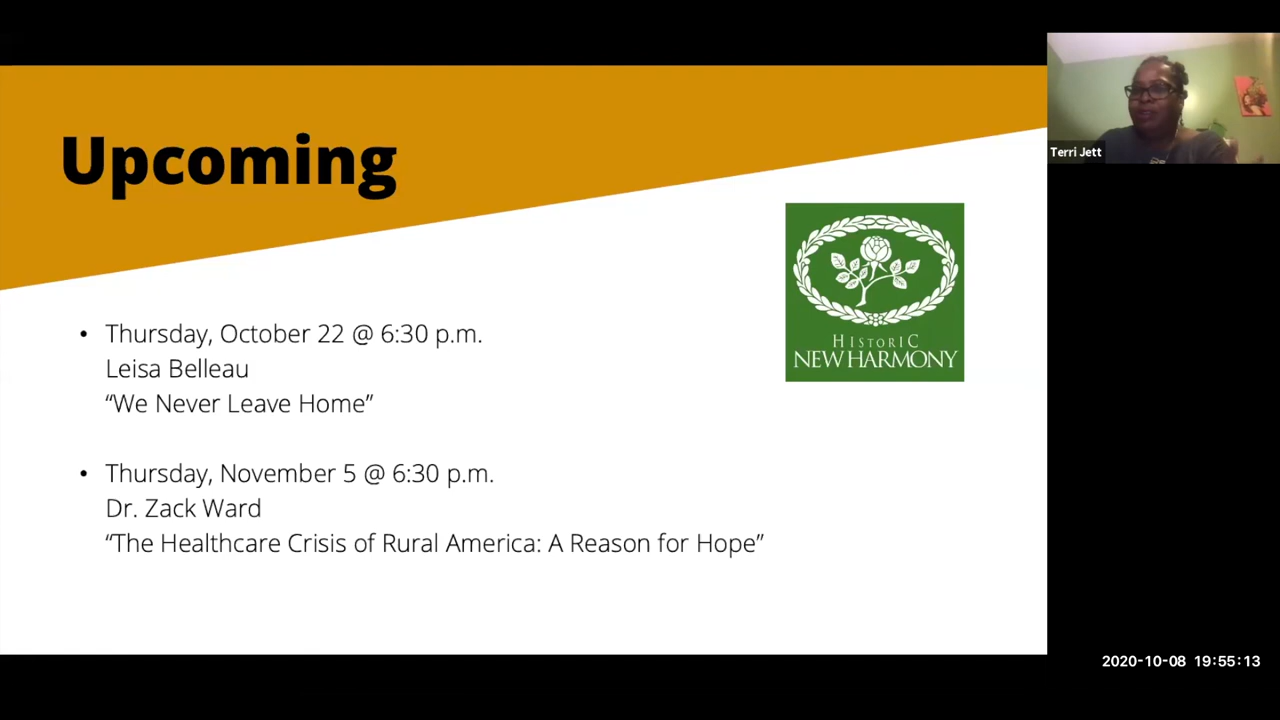 Upcoming
Terri Jett
HISTORIC
NEW HARMONY
• Thursday, October 22 @ 6:30 p.m.
Leisa Belleau
“We Never Leave Home”
• Thursday, November 5 @ 6:30 p.m.
Dr. Zack Ward
“The Healthcare Crisis of Rural America: A Reason for Hope”
2020-10-08 19:55:13